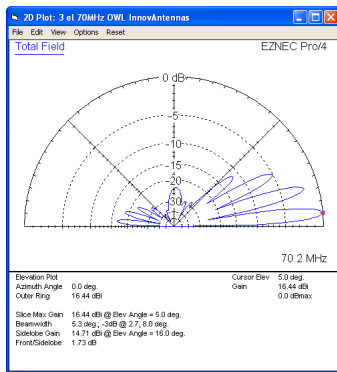 2D Plot: 3 el 70MHz OWL InnovAntennas
File Edit View Options Reset
Total Field EZNEC Pro/4
0 dB
-5
-10
-15
-20
-30
70.2 MHz
Elevation Plot Cursor Elev 5.0 deg.
Azimuth Angle 0.0 deg. Gain 16.44 dBi
Outer Ring 16.44 dBi 0.0 dBmax
Slice Max Gain 16.44 dBi @ Elev Angle = 5.0 deg.
Beamwidth 5.3 deg.; -3dB @ 2.7, 8.0 deg.
Sidelobe Gain 14.71 dBi @ Elev Angle = 16.0 deg.
Front/Sidelobe 1.73 dB